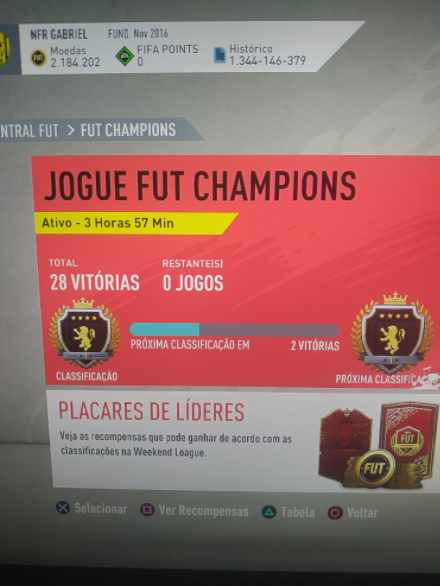 NFR GABRIEL FUND. Nov 2016
Moedas FIFA POINTS Histórico
2.184.202 0 1.344-146-379
NTRAL FUT > FUT CHAMPIONS
JOGUE FUT CHAMPIONS
Ativo - 3 Horas 57 Min
TOTAL RESTANTE(S)
28 VITÓRIAS 0 JOGOS
PRÓXIMA CLASSIFICAÇÃO EM 2 VITÓRIAS
CLASSIFICAÇÃO PRÓXIMA CLASSIFICAÇÃO
PLACARES DE LÍDERES
Veja as recompensas que pode ganhar de acordo com as
classificações na Weekend League.
FUT
FUT
Selecionar Ver Recompensas Tabela Voltar